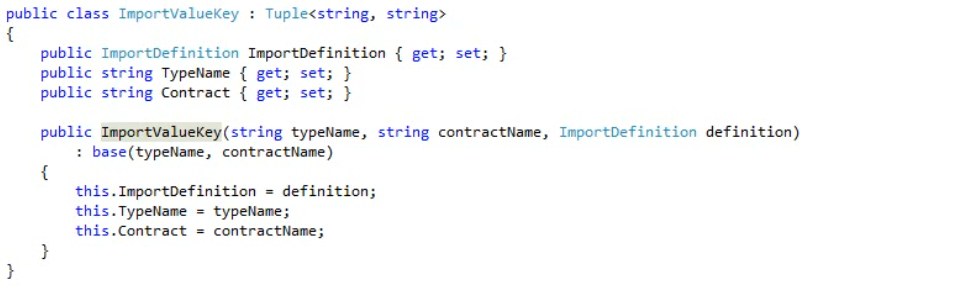 public class ImportValueKey : Tuple<string, string>
{
    public ImportDefinition ImportDefinition { get; set; }
    public string TypeName { get; set; }
    public string Contract { get; set; }

    public ImportValueKey(string typeName, string contractName, ImportDefinition definition)
        : base(typeName, contractName)
    {
        this.ImportDefinition = definition;
        this.TypeName = typeName;
        this.Contract = contractName;
    }
}